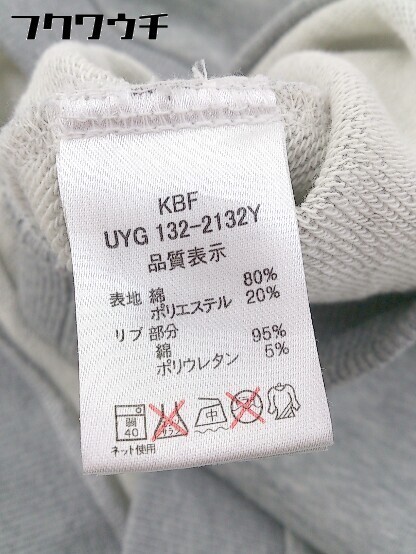 フクワウチ
KBF
UYG 132-2132Y
品質表示
表地 綿 80%
ポリエステル 20%
リブ 部分
綿 95%
ポリウレタン 5%
弱 40 中
ネット使用